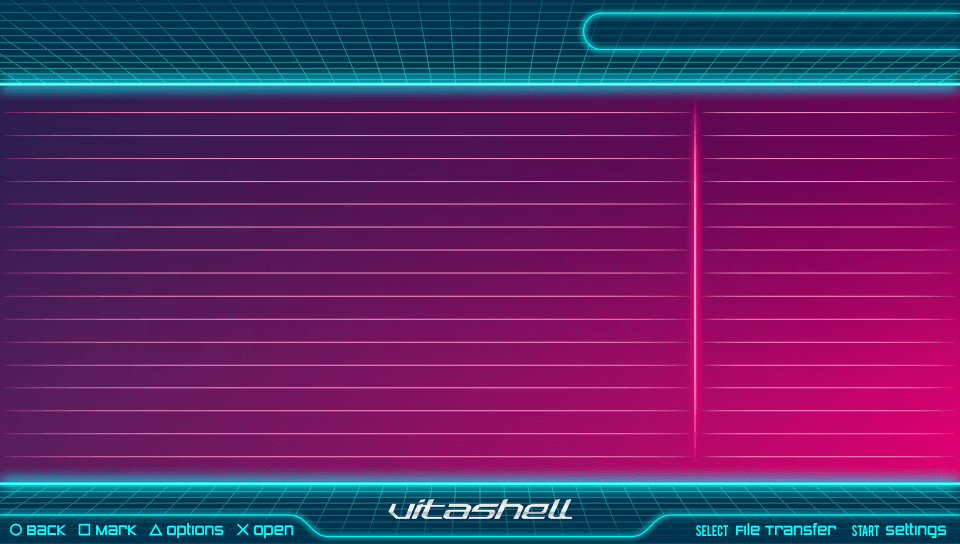 vitashell
○ Back □ Mark △ options ✕ open SELECT File Transfer START settings